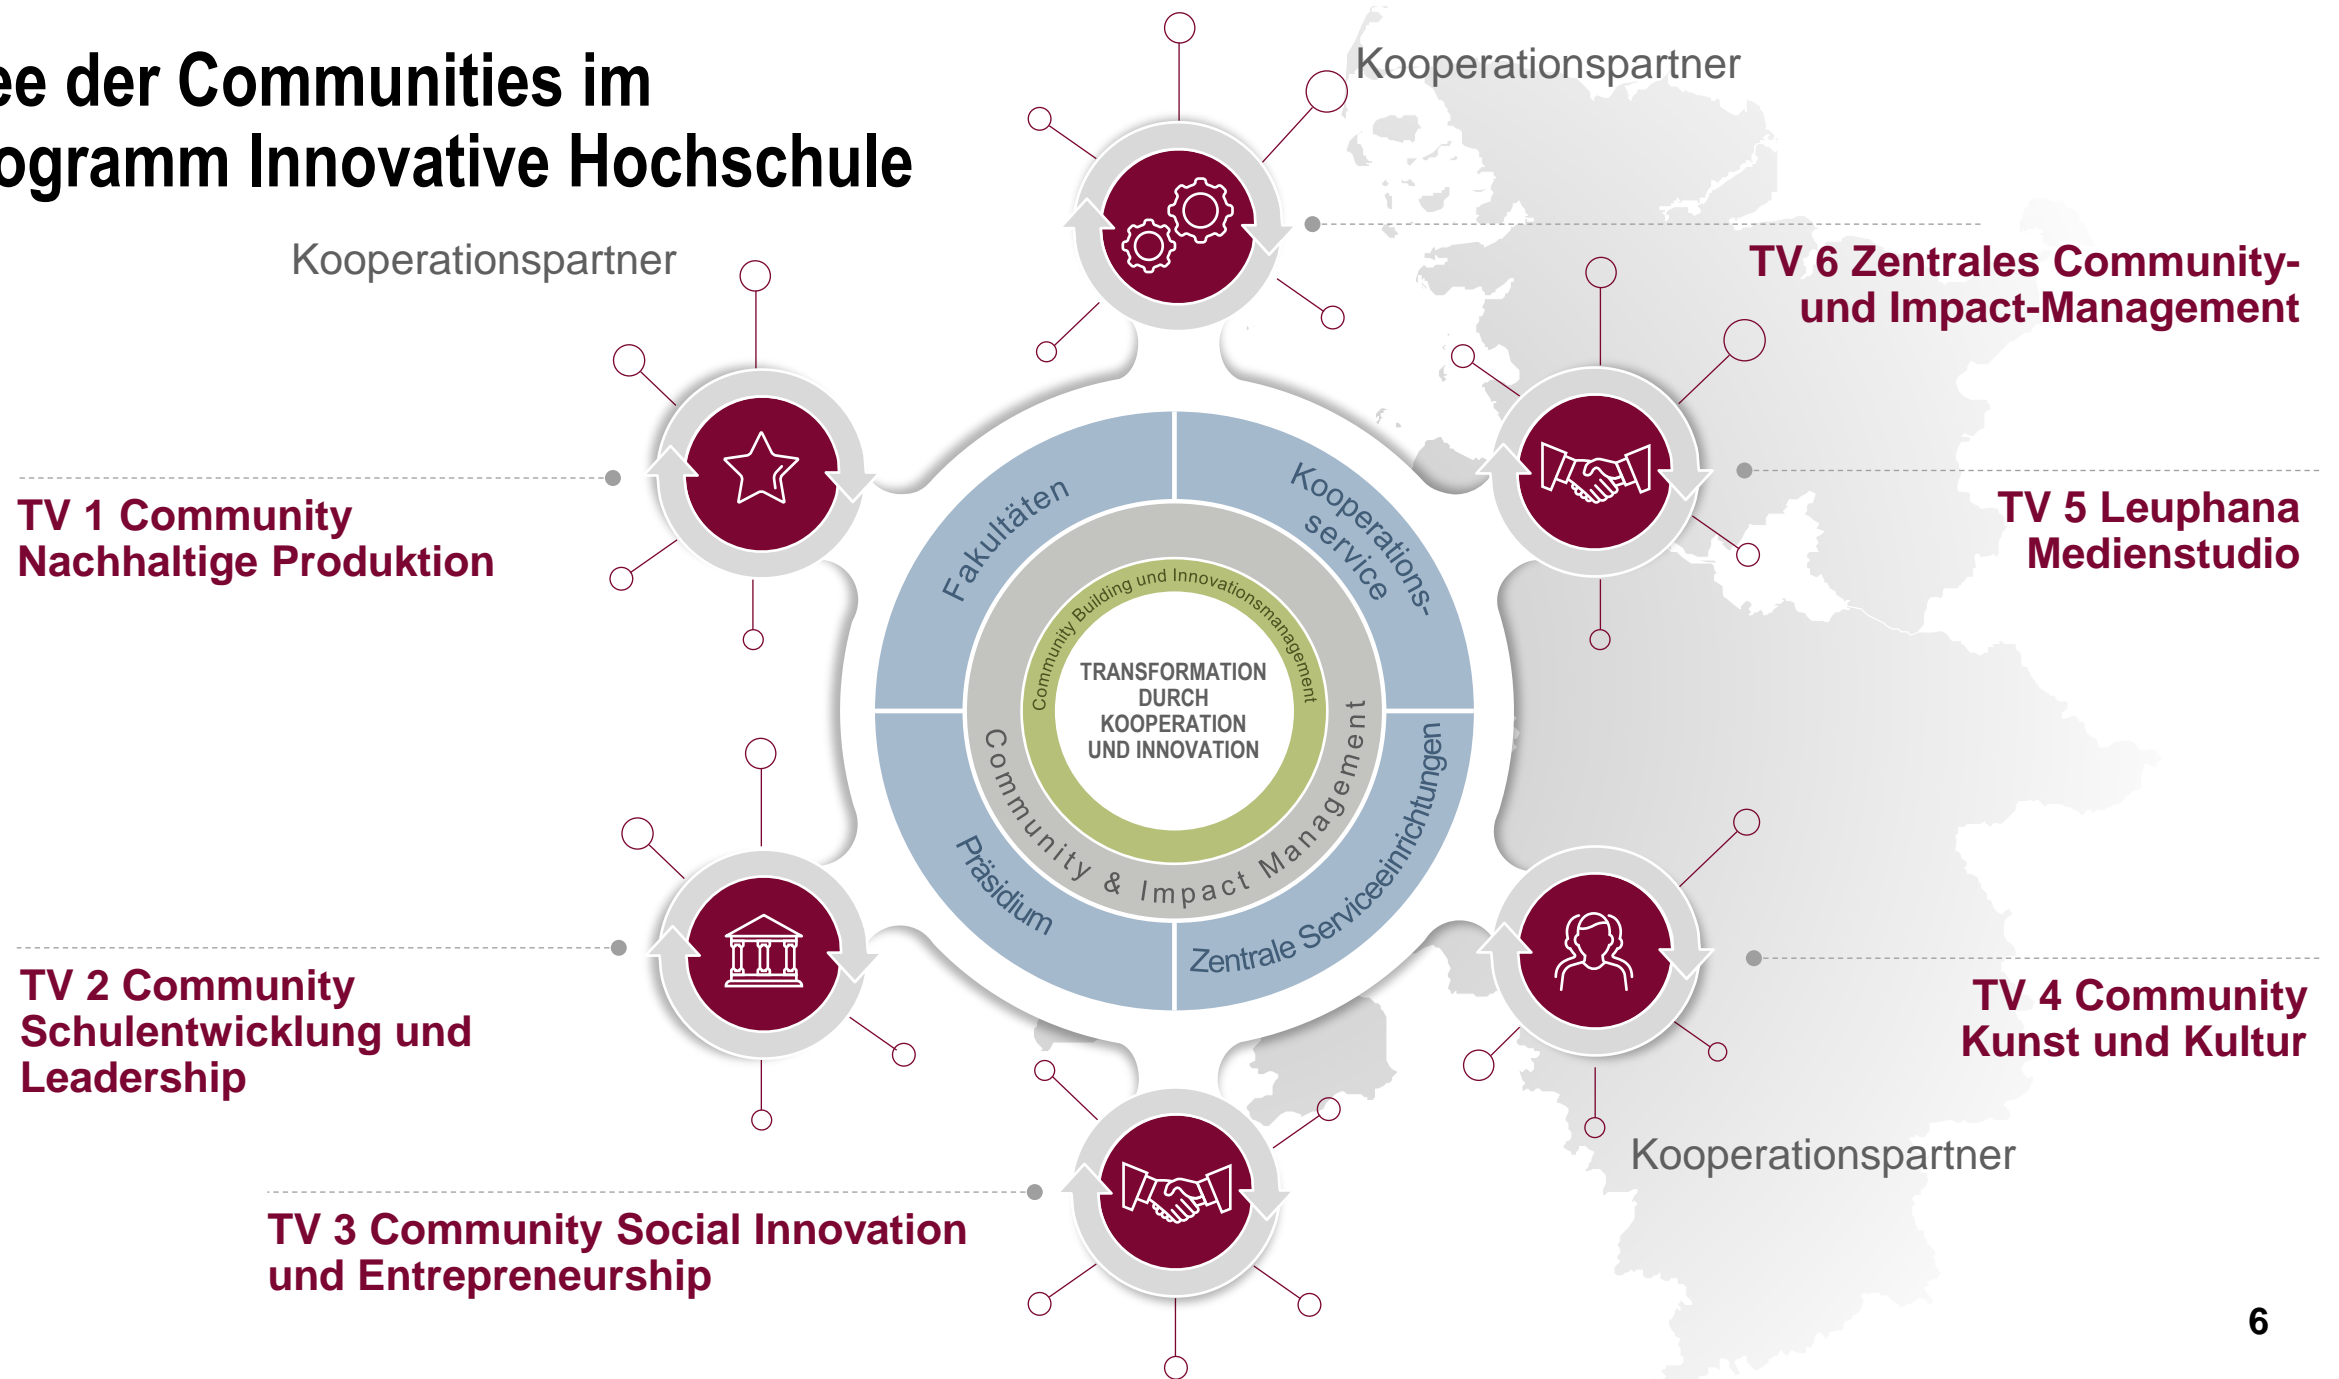 ee der Communities im
ogramm Innovative Hochschule
Kooperationspartner
Kooperationspartner
TV 6 Zentrales Community-
und Impact-Management
TV 1 Community
Nachhaltige Produktion
TV 5 Leuphana
Medienstudio
Fakultäten
Kooperations-
service
Community Building und Innovationsmanagement
TRANSFORMATION
DURCH
KOOPERATION
UND INNOVATION
Community & Impact Management
Präsidium
Zentrale Serviceeinrichtungen
TV 2 Community
Schulentwicklung und
Leadership
TV 4 Community
Kunst und Kultur
Kooperationspartner
TV 3 Community Social Innovation
und Entrepreneurship
6